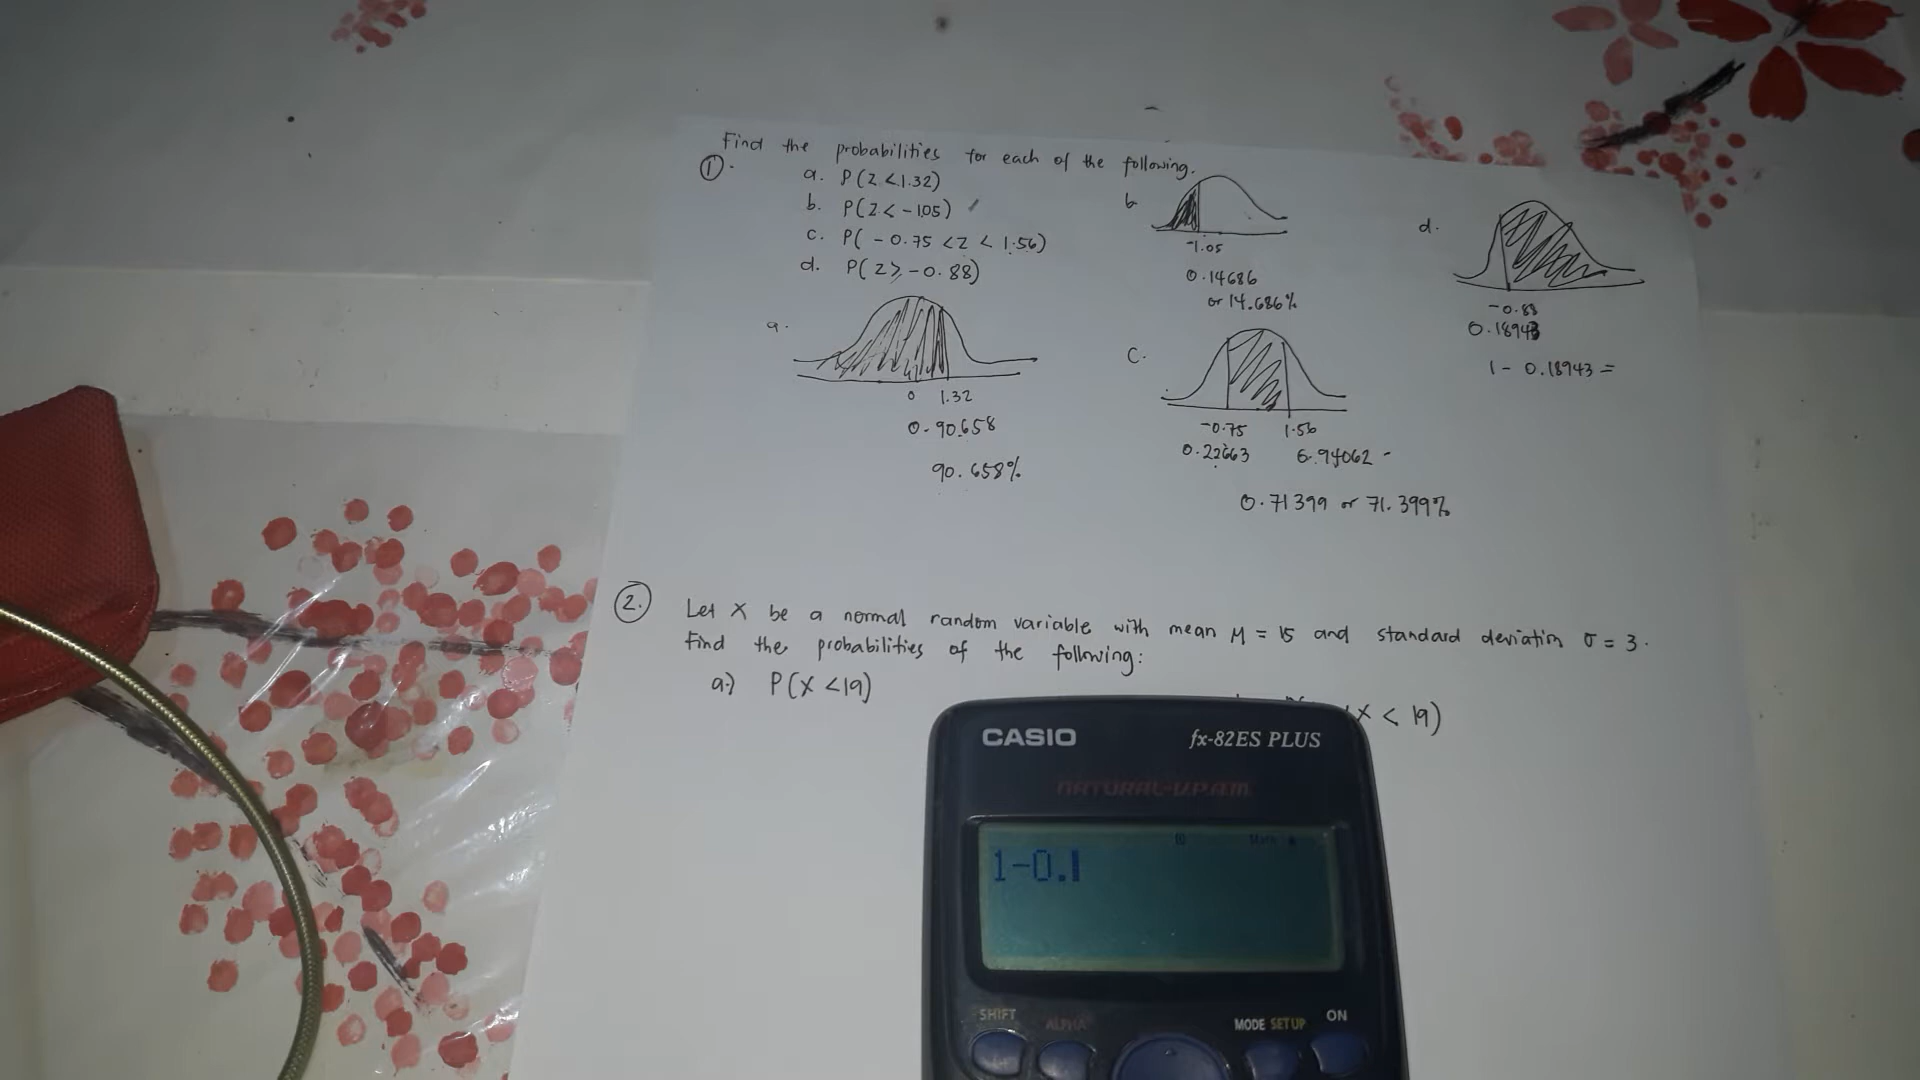 Find the probabilities for each of the following.
1.
a. P(Z < 1.32)
b. P(Z < -1.05)
c. P( - 0.75 < Z < 1.56)
d. P( Z > - 0.88)
a.
0 1.32
0.90658
90.658%
b
-1.05
0.14686
or 14.686%
c.
-0.75 1.56
0.22663 0.94062 -
0.71399 or 71.399%
d.
-0.88
0.18943
1 - 0.18943 =
2. Let X be a normal random variable with mean μ = 15 and standard deviation σ = 3.
Find the probabilities of the following:
a.) P(X < 19)
X < 19)
CASIO
fx-82ES PLUS
NATURAL-V.P.A.M.
D Math
1-0.1
SHIFT
ALPHA
MODE SETUP
ON